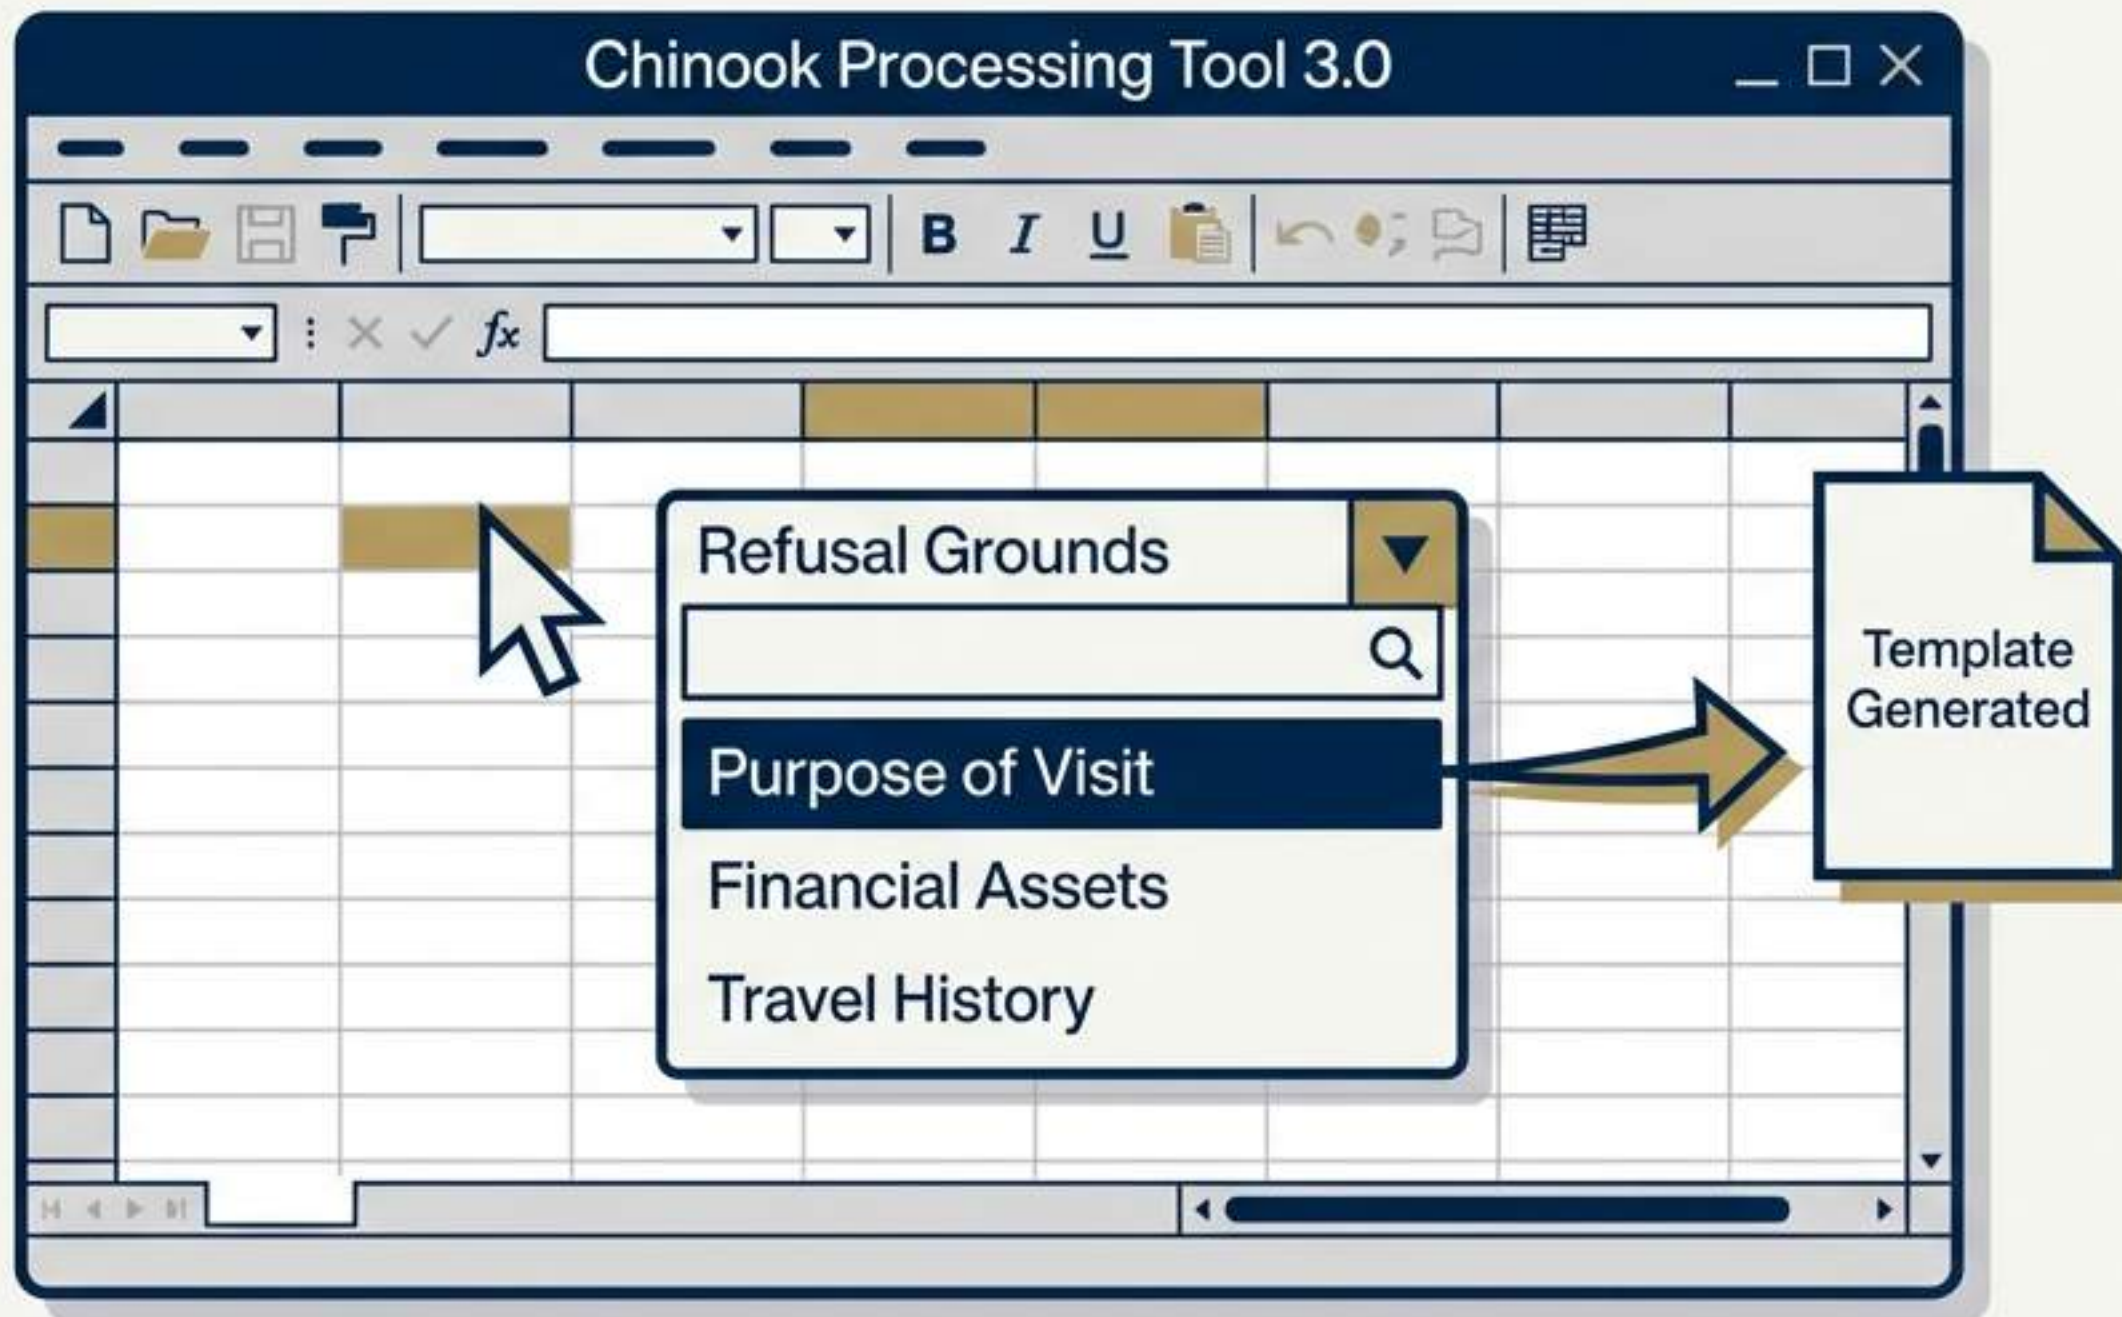 Chinook Processing Tool 3.0
B I U
fx
Refusal Grounds
Purpose of Visit
Financial Assets
Travel History
Template
Generated